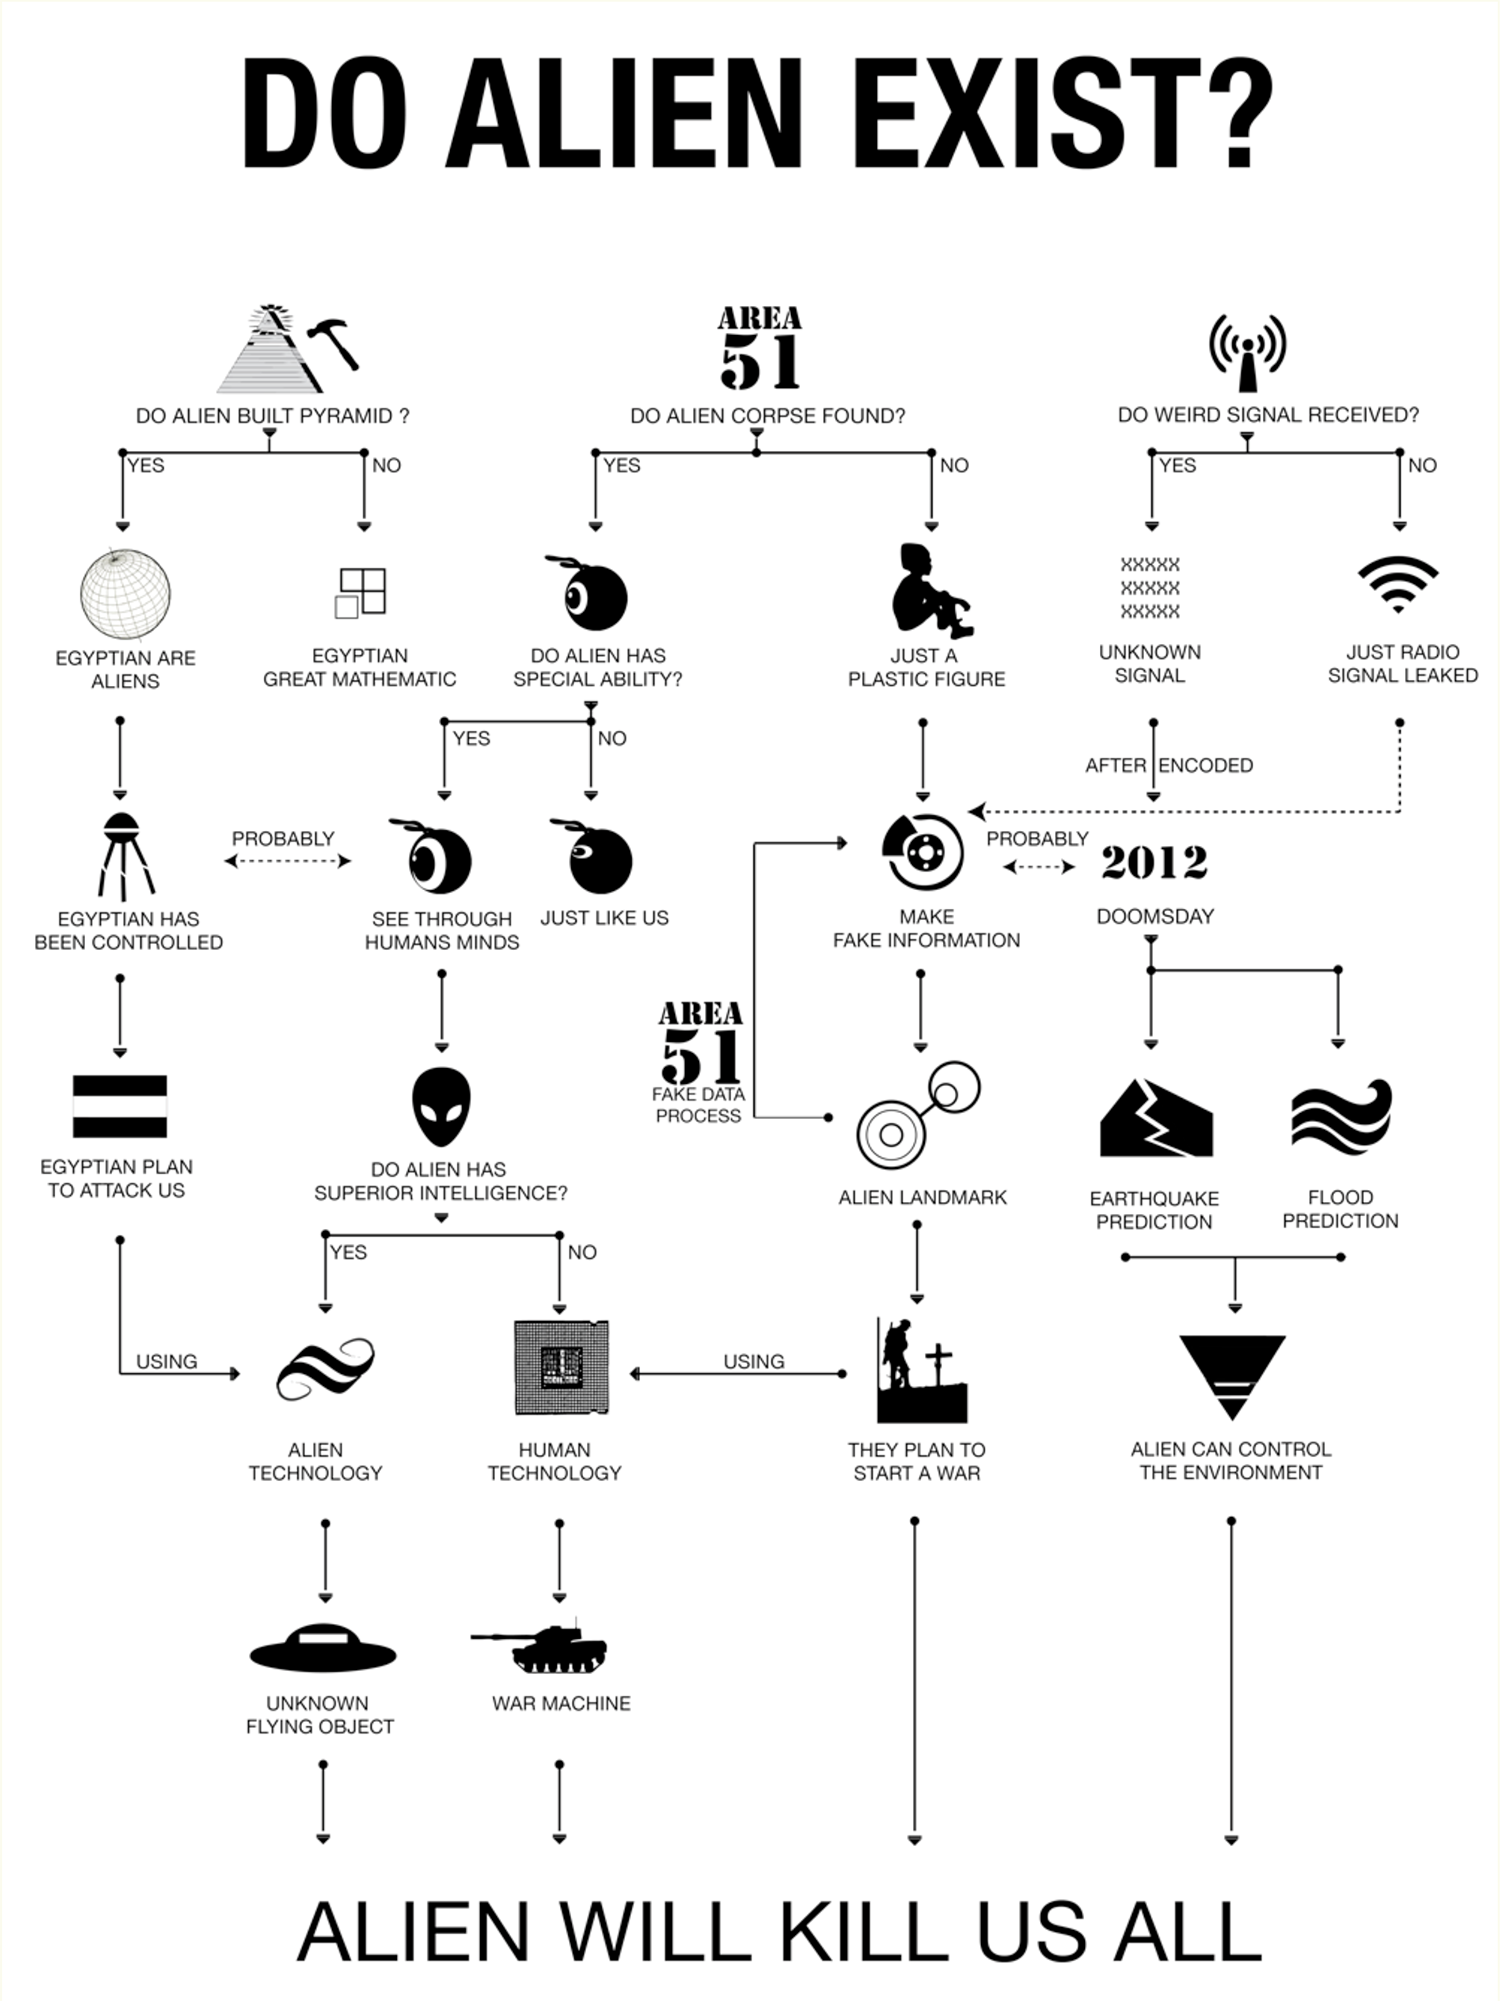 DO ALIEN EXIST?
AREA
51
DO ALIEN BUILT PYRAMID ?
DO ALIEN CORPSE FOUND?
DO WEIRD SIGNAL RECEIVED?
YES
NO
YES
NO
YES
NO
XXXXX
XXXXX
XXXXX
EGYPTIAN ARE
ALIENS
EGYPTIAN
GREAT MATHEMATIC
DO ALIEN HAS
SPECIAL ABILITY?
JUST A
PLASTIC FIGURE
UNKNOWN
SIGNAL
JUST RADIO
SIGNAL LEAKED
YES
NO
AFTER ENCODED
PROBABLY
PROBABLY
2012
EGYPTIAN HAS
BEEN CONTROLLED
SEE THROUGH
HUMANS MINDS
JUST LIKE US
MAKE
FAKE INFORMATION
DOOMSDAY
AREA
51
FAKE DATA
PROCESS
EGYPTIAN PLAN
TO ATTACK US
DO ALIEN HAS
SUPERIOR INTELLIGENCE?
ALIEN LANDMARK
EARTHQUAKE
PREDICTION
FLOOD
PREDICTION
YES
NO
USING
USING
ALIEN
TECHNOLOGY
HUMAN
TECHNOLOGY
THEY PLAN TO
START A WAR
ALIEN CAN CONTROL
THE ENVIRONMENT
UNKNOWN
FLYING OBJECT
WAR MACHINE
ALIEN WILL KILL US ALL